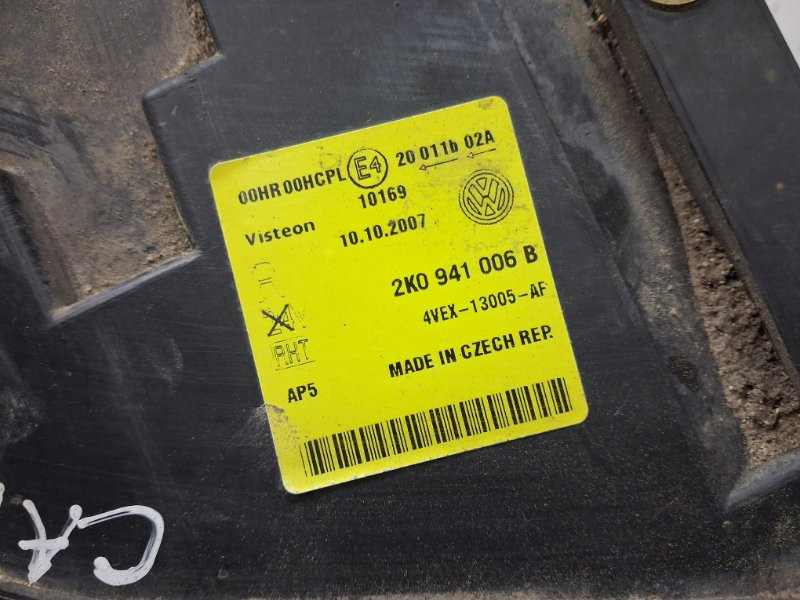 00HR 00HCPL E4 20 011b 02A
10169
Visteon 10.10.2007
2K0 941 006 B
4VEX-13005-AF
RHT
MADE IN CZECH REP.
AP5